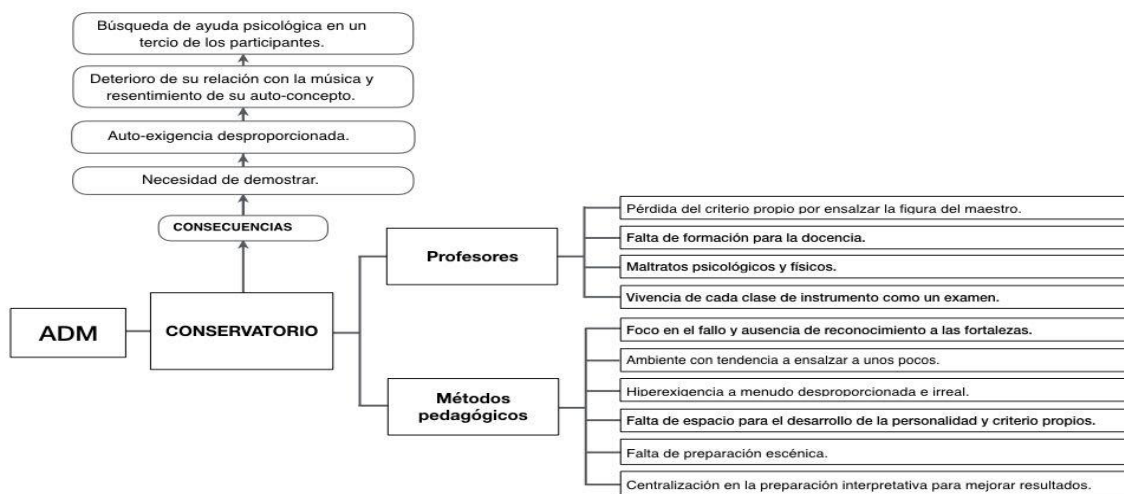 Búsqueda de ayuda psicológica en un
tercio de los participantes.
Deterioro de su relación con la música y
resentimiento de su auto-concepto.
Auto-exigencia desproporcionada.
Necesidad de demostrar.
CONSECUENCIAS
ADM
CONSERVATORIO
Profesores
Pérdida del criterio propio por ensalzar la figura del maestro.
Falta de formación para la docencia.
Maltratos psicológicos y físicos.
Vivencia de cada clase de instrumento como un examen.
Métodos
pedagógicos
Foco en el fallo y ausencia de reconocimiento a las fortalezas.
Ambiente con tendencia a ensalzar a unos pocos.
Hiperexigencia a menudo desproporcionada e irreal.
Falta de espacio para el desarrollo de la personalidad y criterio propios.
Falta de preparación escénica.
Centralización en la preparación interpretativa para mejorar resultados.